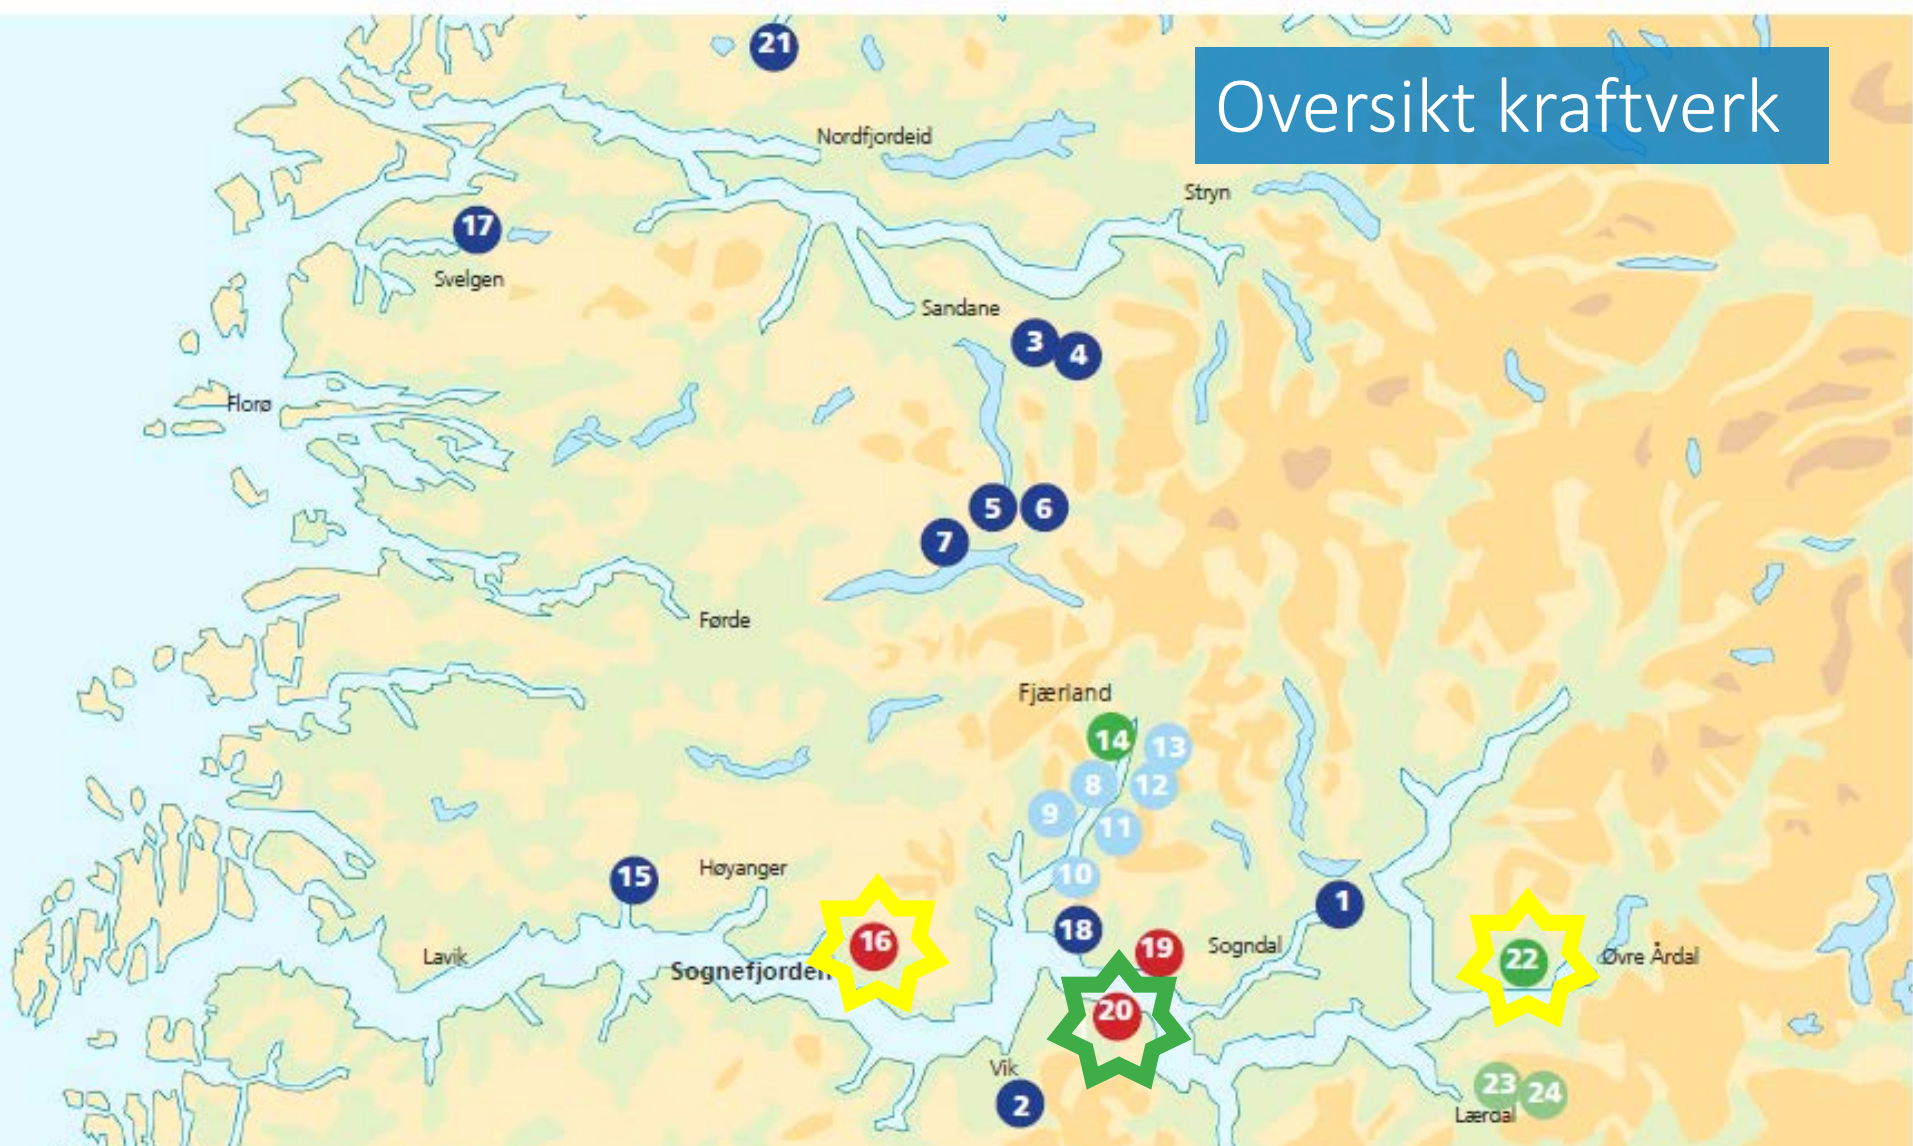 21
Oversikt kraftverk
Nordfjordeid
Stryn
17
Svelgen
Sandane
3
4
Florø
5
6
7
Førde
Fjærland
14
13
8
12
9
11
15
Høyanger
10
1
16
18
19
Sogndal
Lavik
Sognefjorden
22
Øvre Årdal
20
Vik
2
23
24
Lærdal